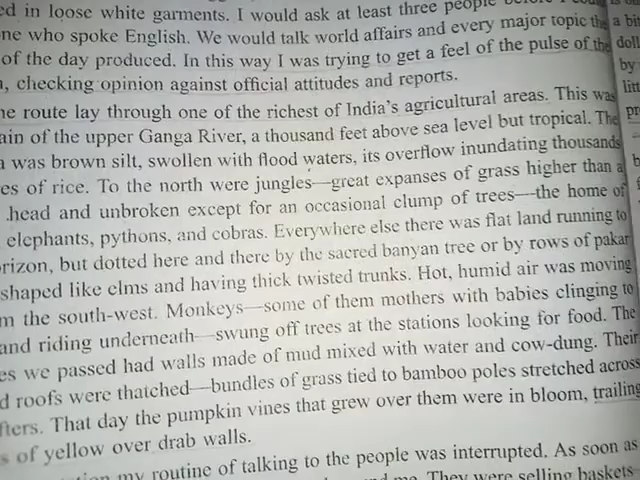 ed in loose white garments. I would ask at least three people before I could
ne who spoke English. We would talk world affairs and every major topic the
of the day produced. In this way I was trying to get a feel of the pulse of the
, checking opinion against official attitudes and reports.
he route lay through one of the richest of India's agricultural areas. This was
ain of the upper Ganga River, a thousand feet above sea level but tropical. The
a was brown silt, swollen with flood waters, its overflow inundating thousands
es of rice. To the north were jungles—great expanses of grass higher than a
head and unbroken except for an occasional clump of trees—the home of
elephants, pythons, and cobras. Everywhere else there was flat land running to
rizon, but dotted here and there by the sacred banyan tree or by rows of pakar
shaped like elms and having thick twisted trunks. Hot, humid air was moving
m the south-west. Monkeys—some of them mothers with babies clinging to
and riding underneath—swung off trees at the stations looking for food. The
es we passed had walls made of mud mixed with water and cow-dung. Their
d roofs were thatched—bundles of grass tied to bamboo poles stretched across
fters. That day the pumpkin vines that grew over them were in bloom, trailing
s of yellow over drab walls.
tion my routine of talking to the people was interrupted. As soon as
nd me. They were selling baskets
a bi
doll
by
litt
pr
b